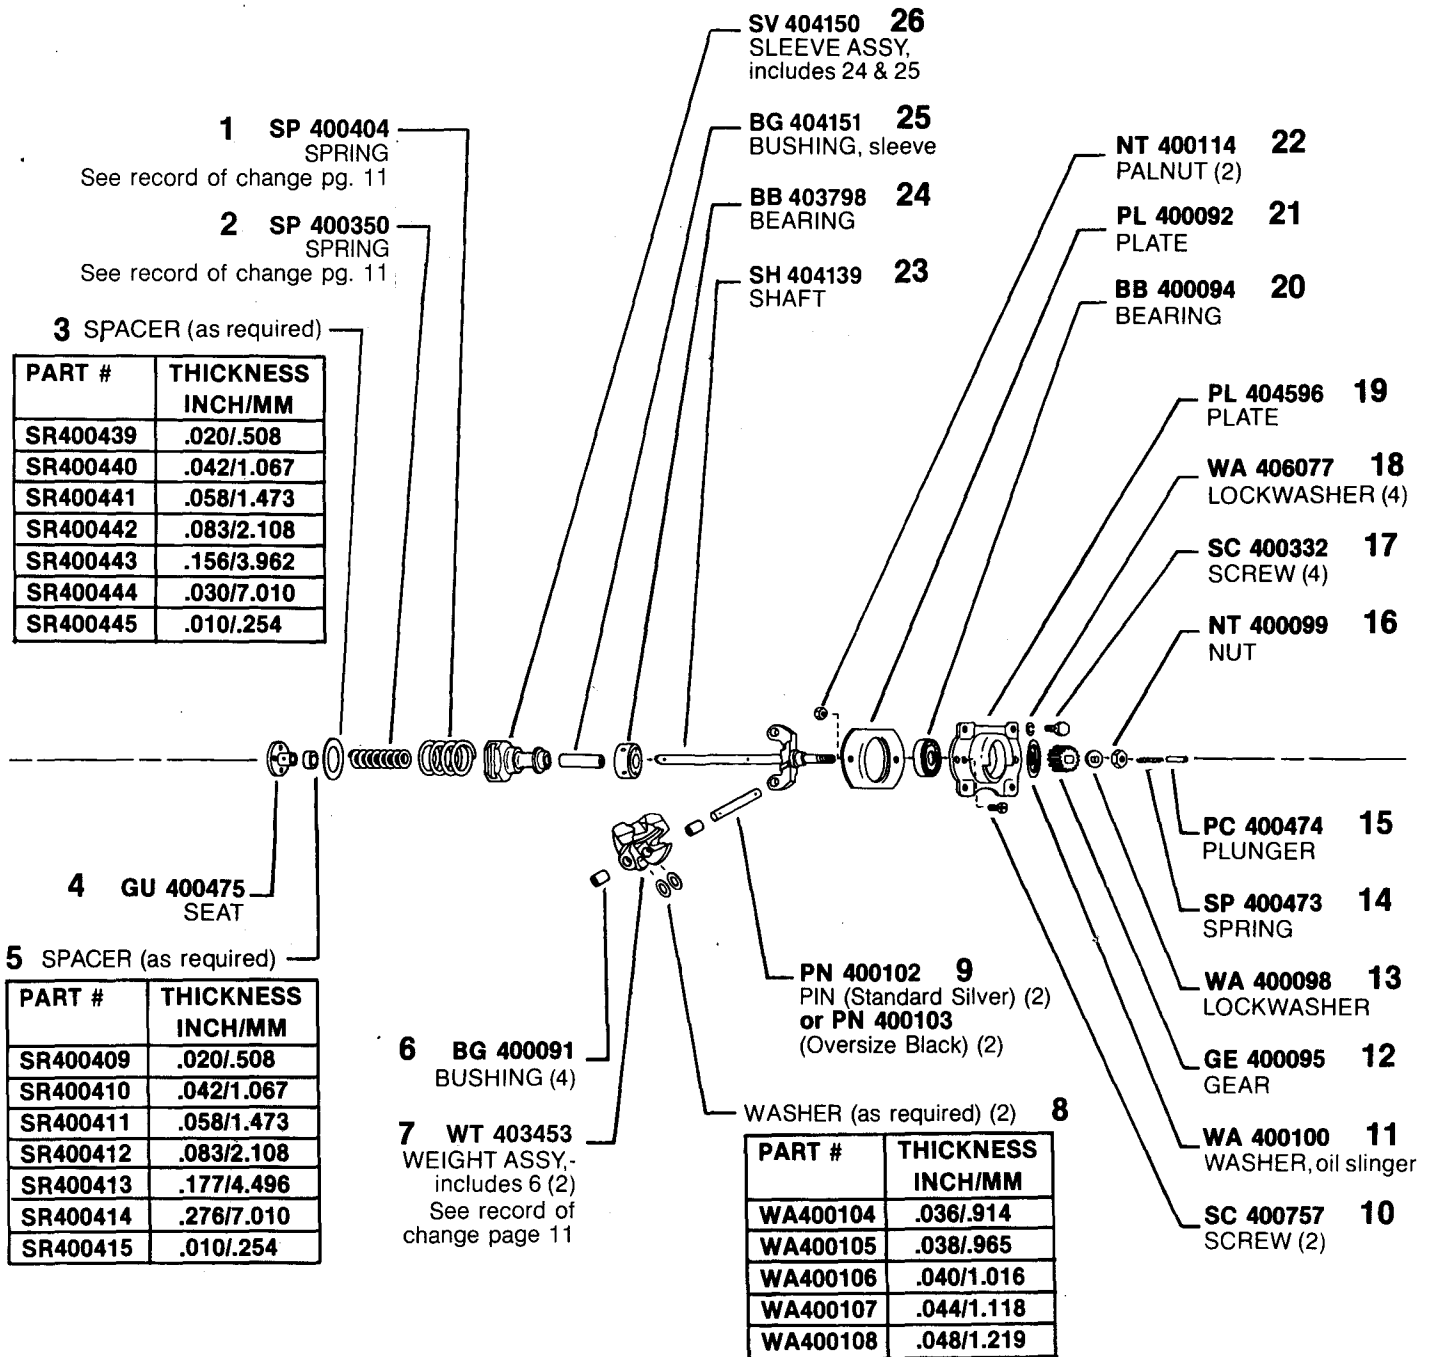 SV 404150 26
SLEEVE ASSY,
includes 24 & 25
1 SP 400404
SPRING
See record of change pg. 11
2 SP 400350
SPRING
See record of change pg. 11
3 SPACER (as required)
PART # THICKNESS
INCH/MM
SR400439 .020/.508
SR400440 .042/1.067
SR400441 .058/1.473
SR400442 .083/2.108
SR400443 .156/3.962
SR400444 .030/7.010
SR400445 .010/.254
BG 404151 25
BUSHING, sleeve
BB 403798 24
BEARING
SH 404139 23
SHAFT
NT 400114 22
PALNUT (2)
PL 400092 21
PLATE
BB 400094 20
BEARING
PL 404596 19
PLATE
WA 406077 18
LOCKWASHER (4)
SC 400332 17
SCREW (4)
NT 400099 16
NUT
4 GU 400475
SEAT
5 SPACER (as required)
PART # THICKNESS
INCH/MM
SR400409 .020/.508
SR400410 .042/1.067
SR400411 .058/1.473
SR400412 .083/2.108
SR400413 .177/4.496
SR400414 .276/7.010
SR400415 .010/.254
6 BG 400091
BUSHING (4)
7 WT 403453
WEIGHT ASSY,-
includes 6 (2)
See record of
change page 11
PN 400102 9
PIN (Standard Silver) (2)
or PN 400103
(Oversize Black) (2)
WASHER (as required) (2) 8
PART # THICKNESS
INCH/MM
WA400104 .036/.914
WA400105 .038/.965
WA400106 .040/1.016
WA400107 .044/1.118
WA400108 .048/1.219
PC 400474 15
PLUNGER
SP 400473 14
SPRING
WA 400098 13
LOCKWASHER
GE 400095 12
GEAR
WA 400100 11
WASHER, oil slinger
SC 400757 10
SCREW (2)